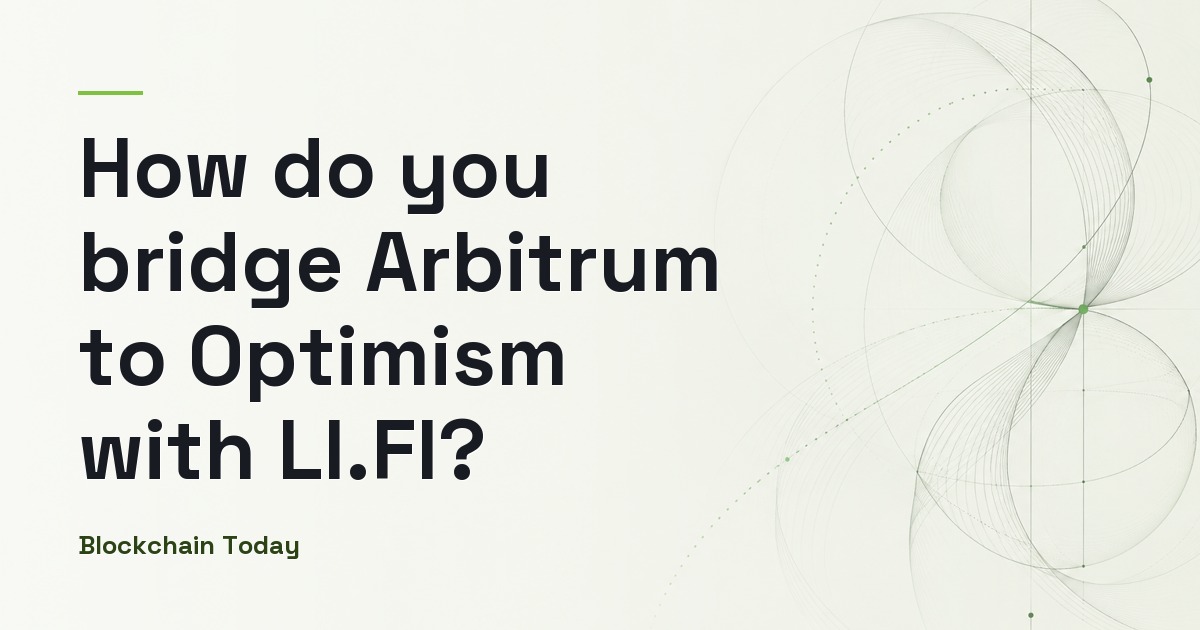 How do you
bridge Arbitrum
to Optimism
with LI.FI?
Blockchain Today